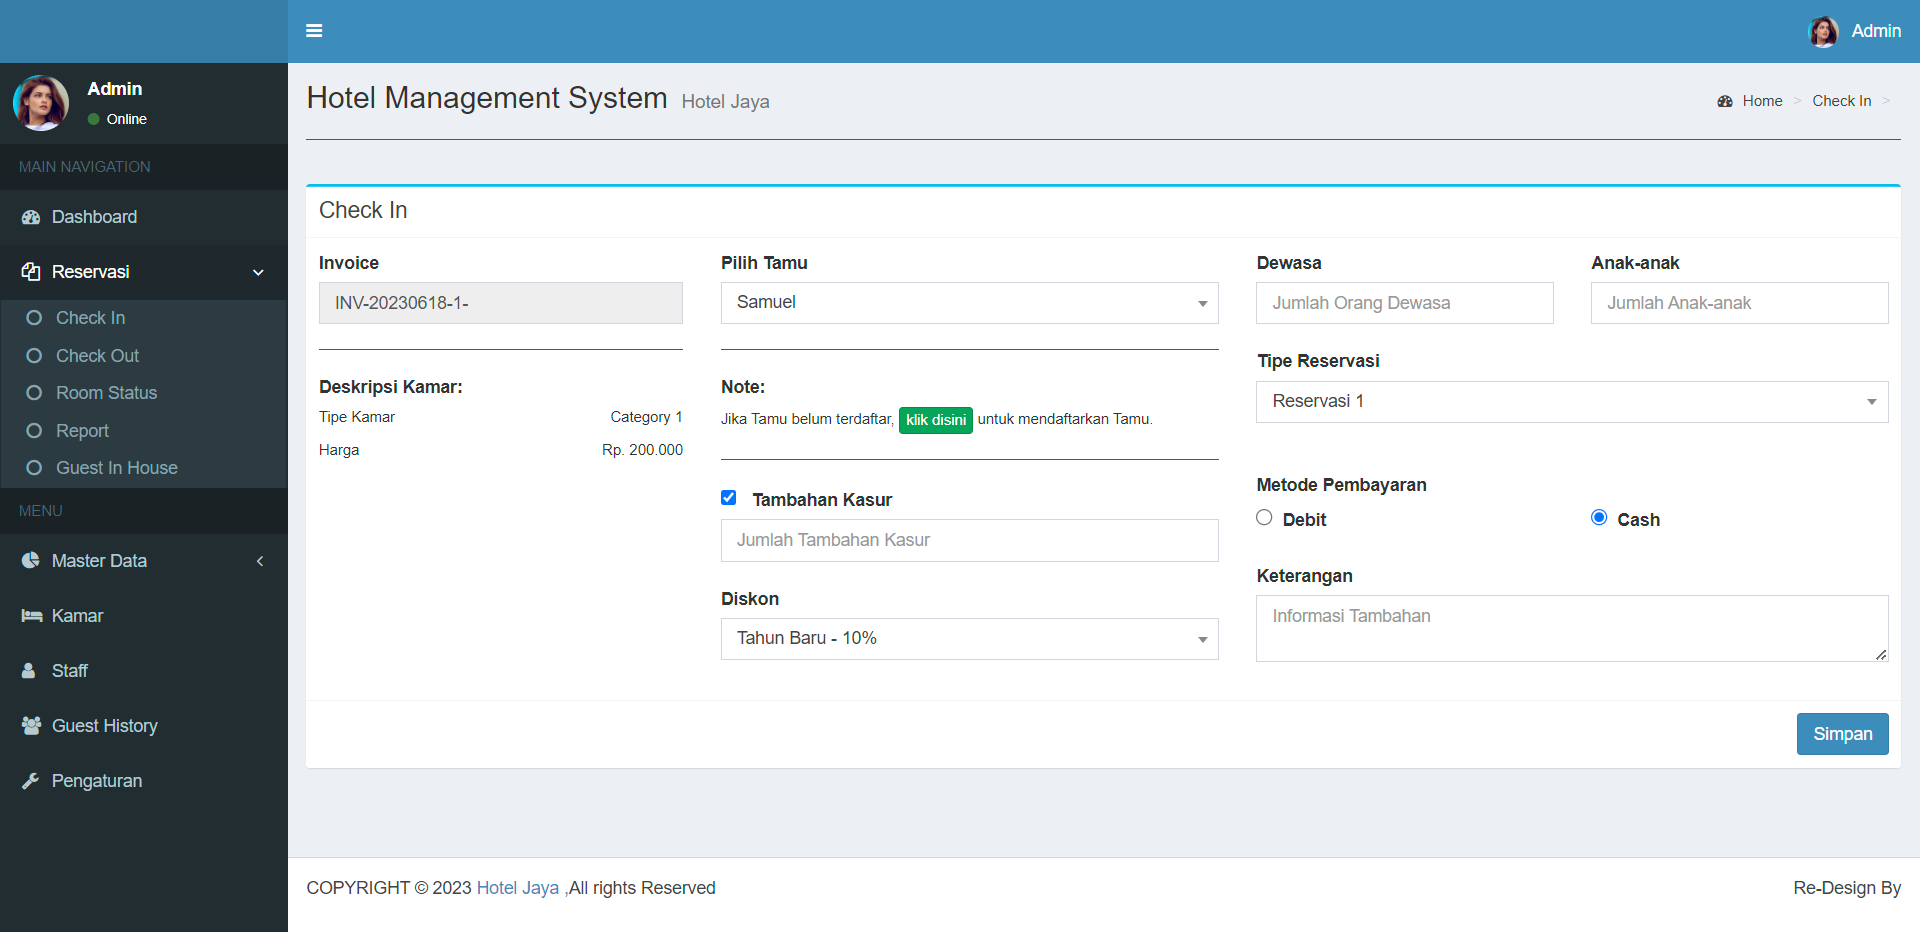 Admin
Admin
Online
MAIN NAVIGATION
Dashboard
Reservasi
Check In
Check Out
Room Status
Report
Guest In House
MENU
Master Data
Kamar
Staff
Guest History
Pengaturan
Hotel Management System Hotel Jaya
Home > Check In >
Check In
Invoice
INV-20230618-1-
Deskripsi Kamar:
Tipe Kamar Category 1
Harga Rp. 200.000
Pilih Tamu
Samuel
Note:
Jika Tamu belum terdaftar, klik disini untuk mendaftarkan Tamu.
Tambahan Kasur
Jumlah Tambahan Kasur
Diskon
Tahun Baru - 10%
Dewasa
Jumlah Orang Dewasa
Anak-anak
Jumlah Anak-anak
Tipe Reservasi
Reservasi 1
Metode Pembayaran
Debit Cash
Keterangan
Informasi Tambahan
Simpan
COPYRIGHT © 2023 Hotel Jaya ,All rights Reserved
Re-Design By